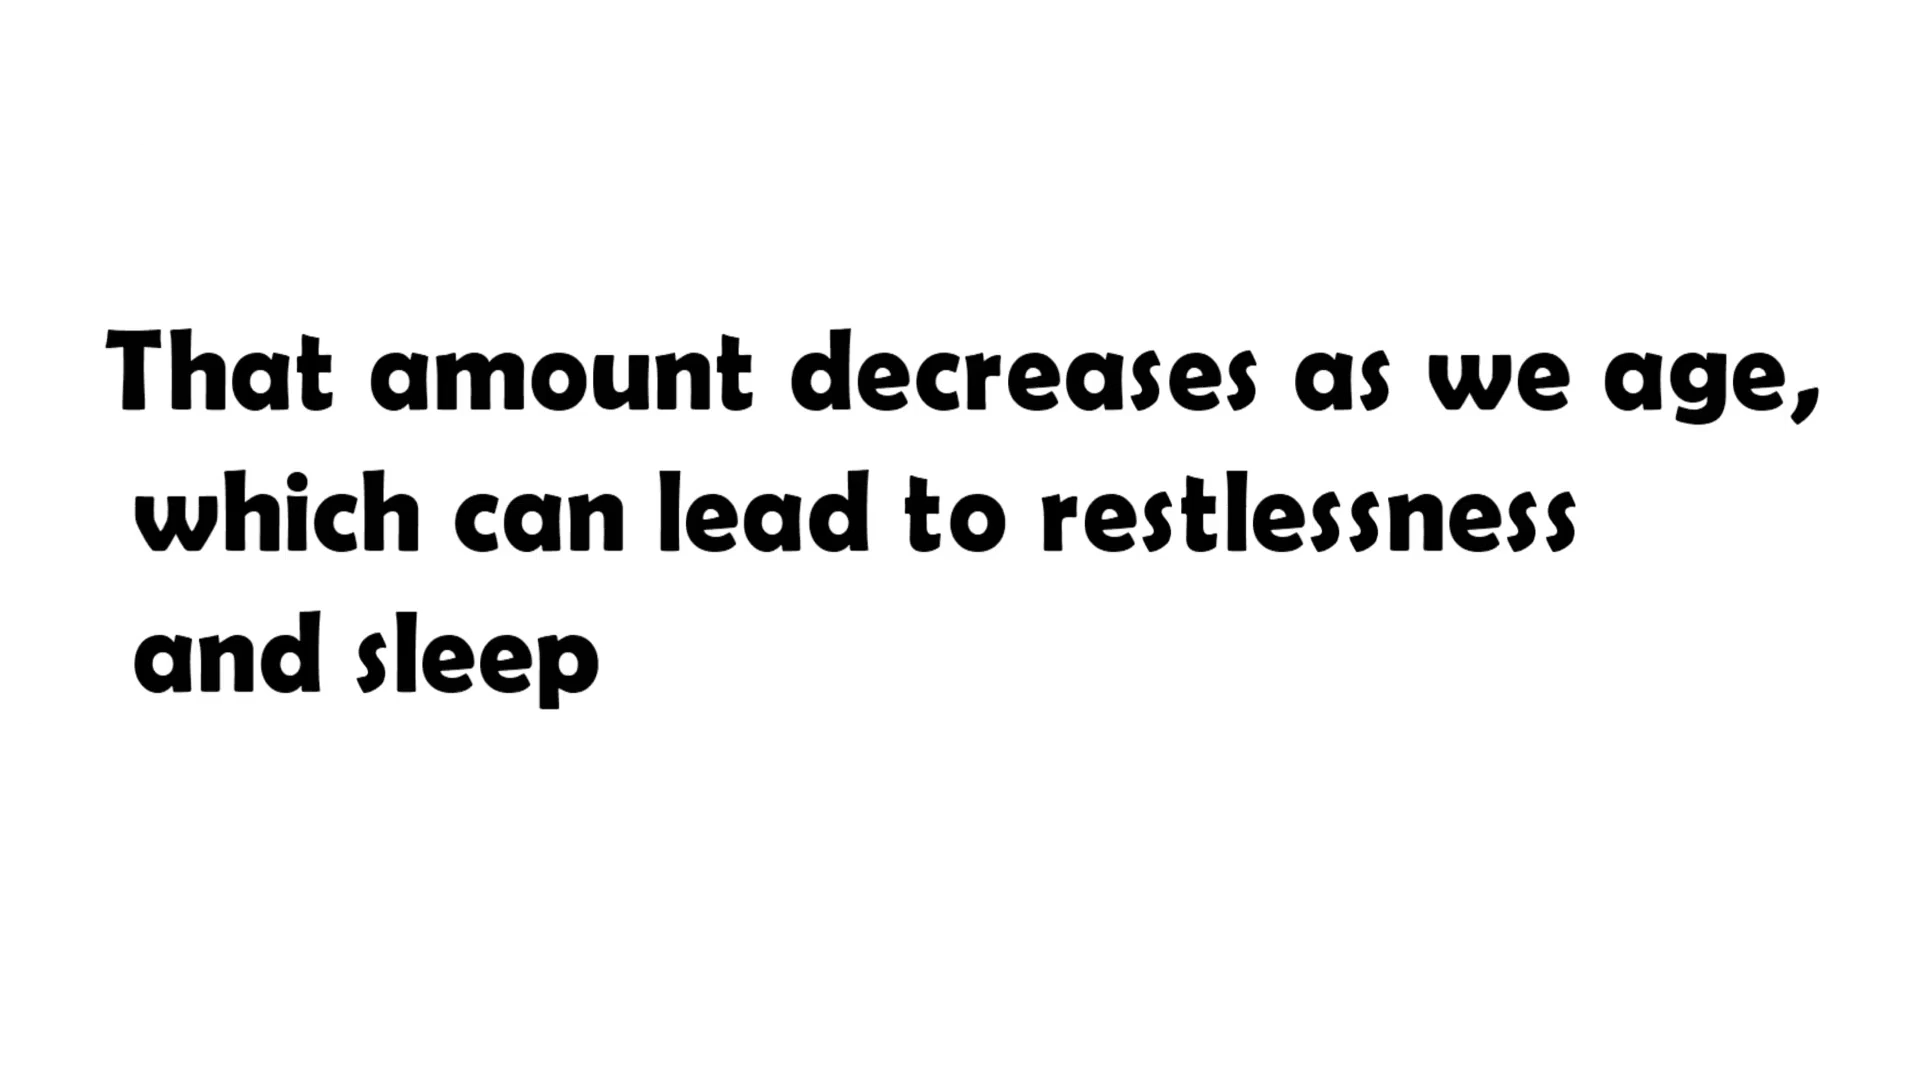 That amount decreases as we age,
which can lead to restlessness
and sleep